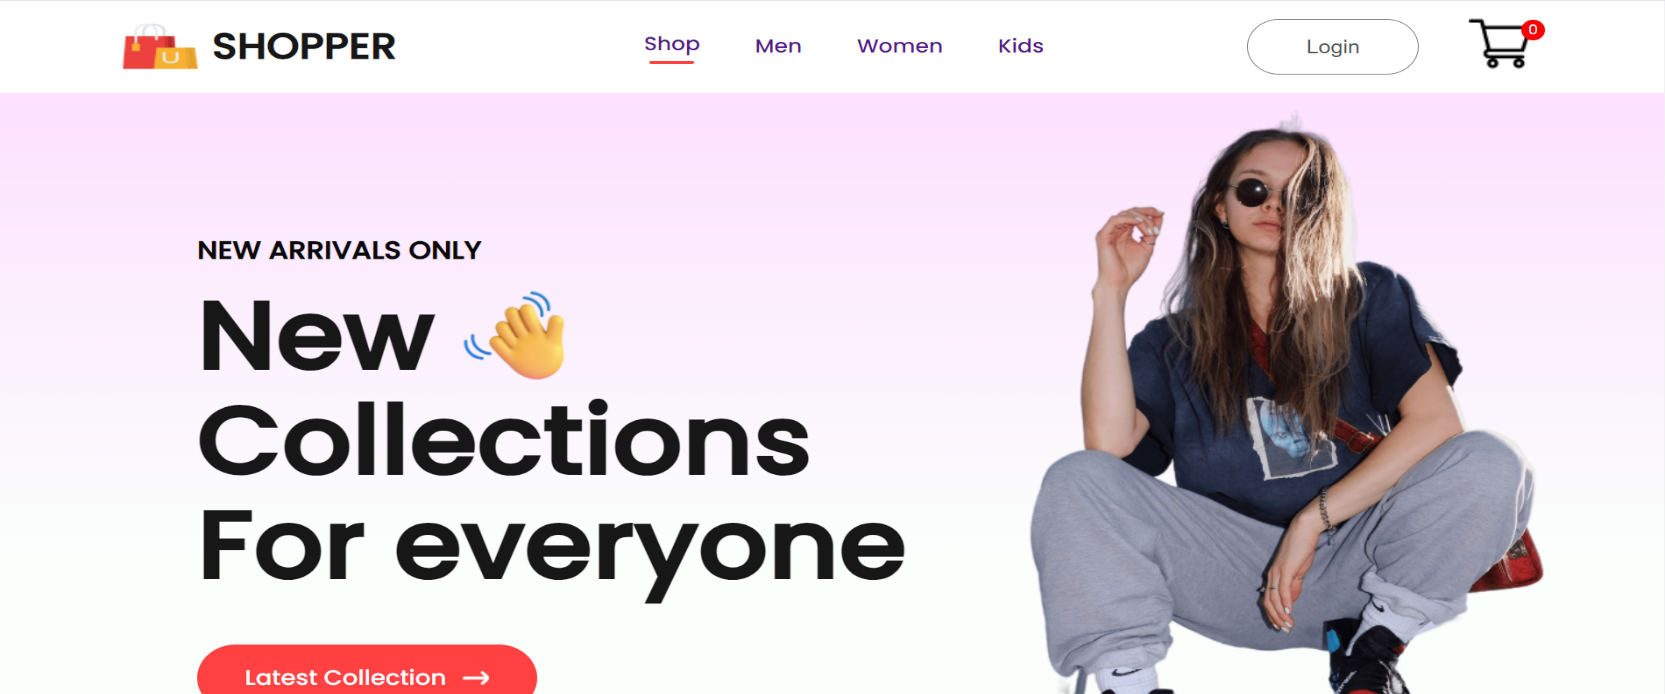 SHOPPER
Shop
Men
Women
Kids
Login
0
NEW ARRIVALS ONLY
New
Collections
For everyone
Latest Collection